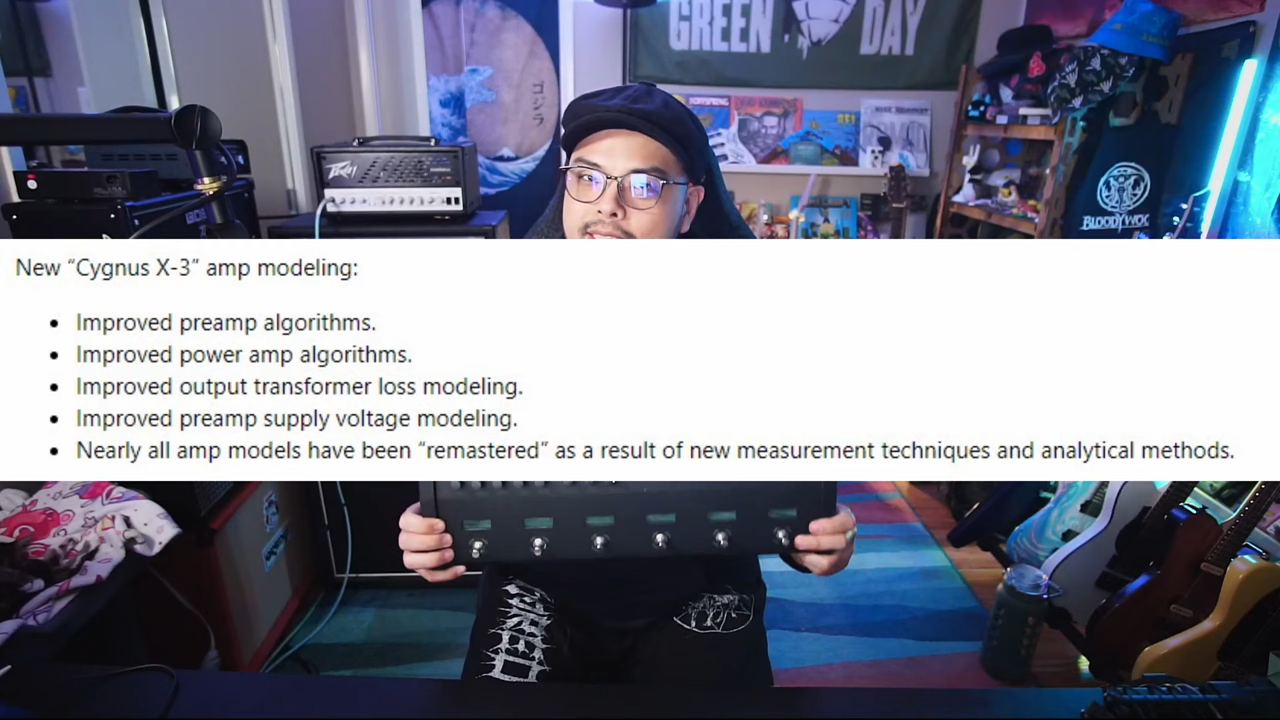 GREEN DAY
ゴジラ
PEAVEY
BLOODYWOO
New “Cygnus X-3” amp modeling:
Improved preamp algorithms.
Improved power amp algorithms.
Improved output transformer loss modeling.
Improved preamp supply voltage modeling.
Nearly all amp models have been “remastered” as a result of new measurement techniques and analytical methods.